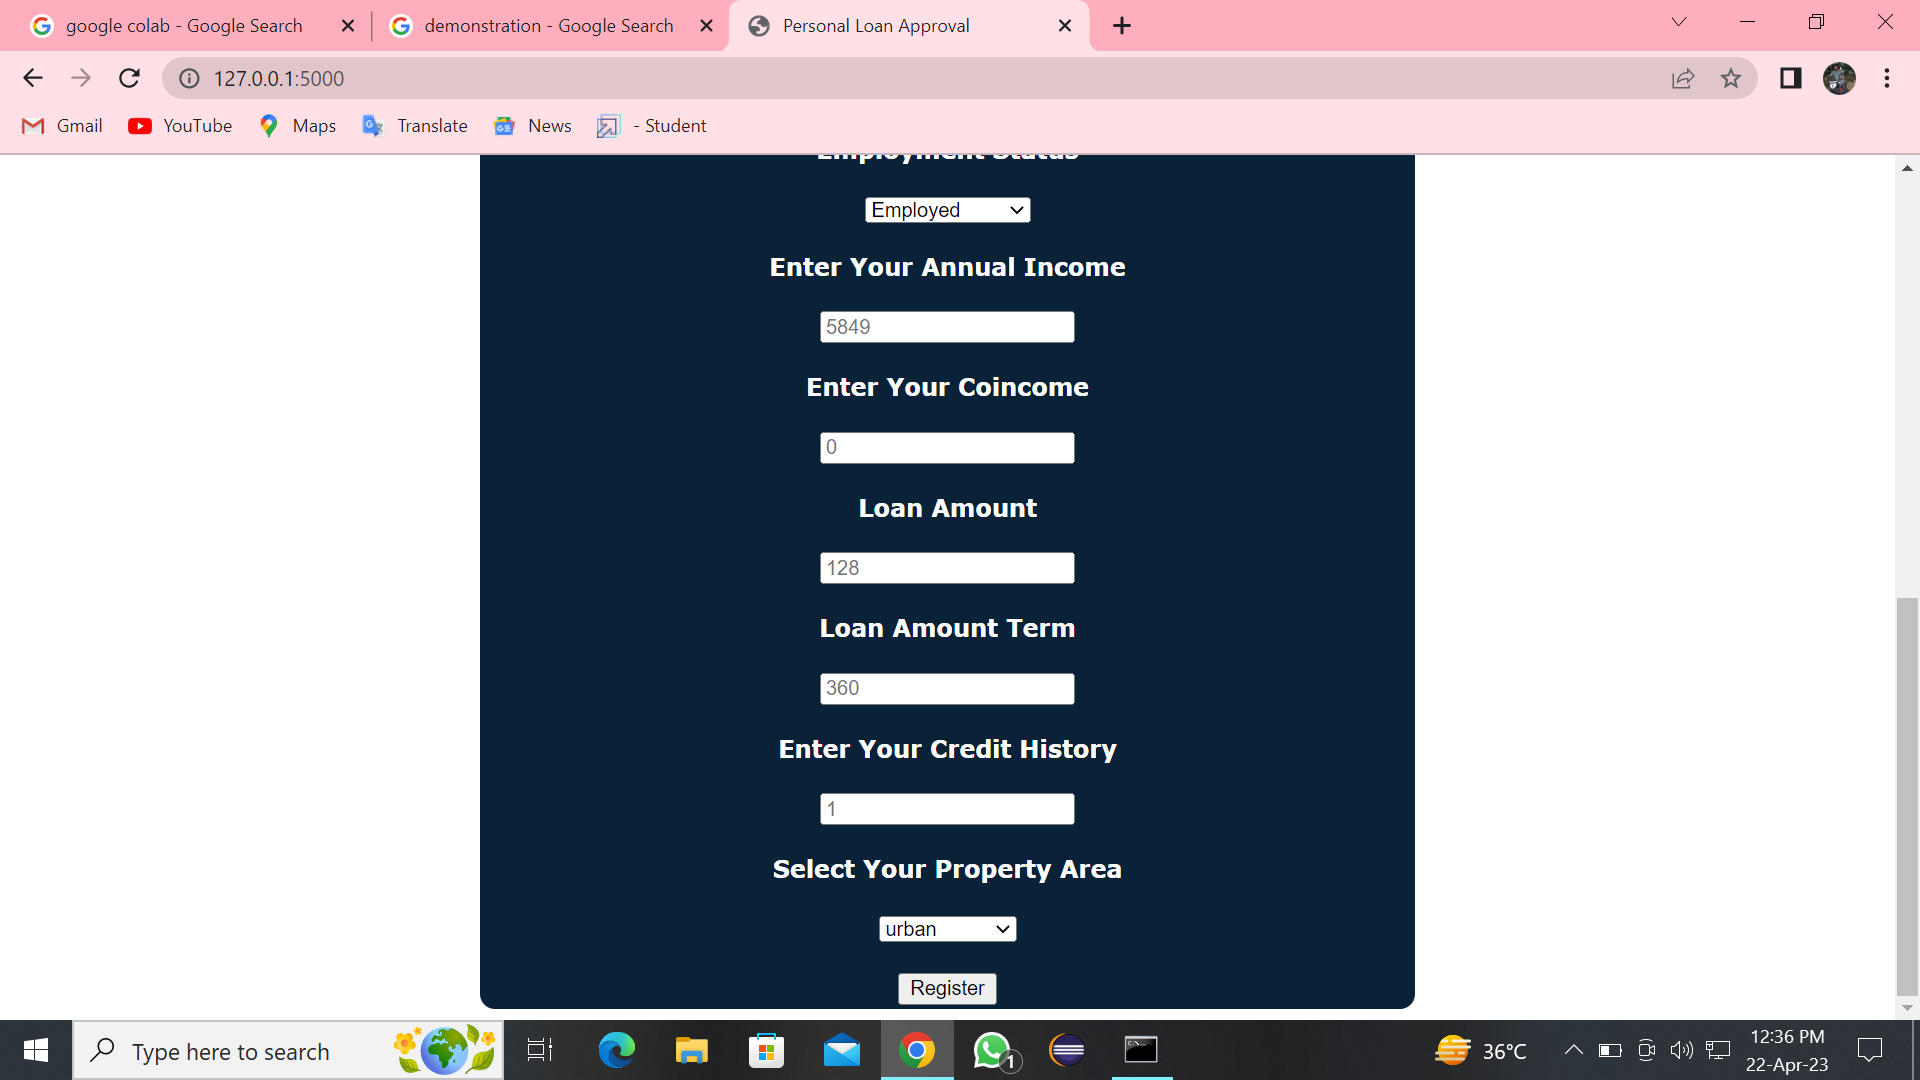 google colab - Google Search
demonstration - Google Search
Personal Loan Approval
127.0.0.1:5000
Gmail
YouTube
Maps
Translate
News
- Student
Employment Status
Employed
Enter Your Annual Income
5849
Enter Your Coincome
0
Loan Amount
128
Loan Amount Term
360
Enter Your Credit History
1
Select Your Property Area
urban
Register
Type here to search
1
36°C
12:36 PM
22-Apr-23